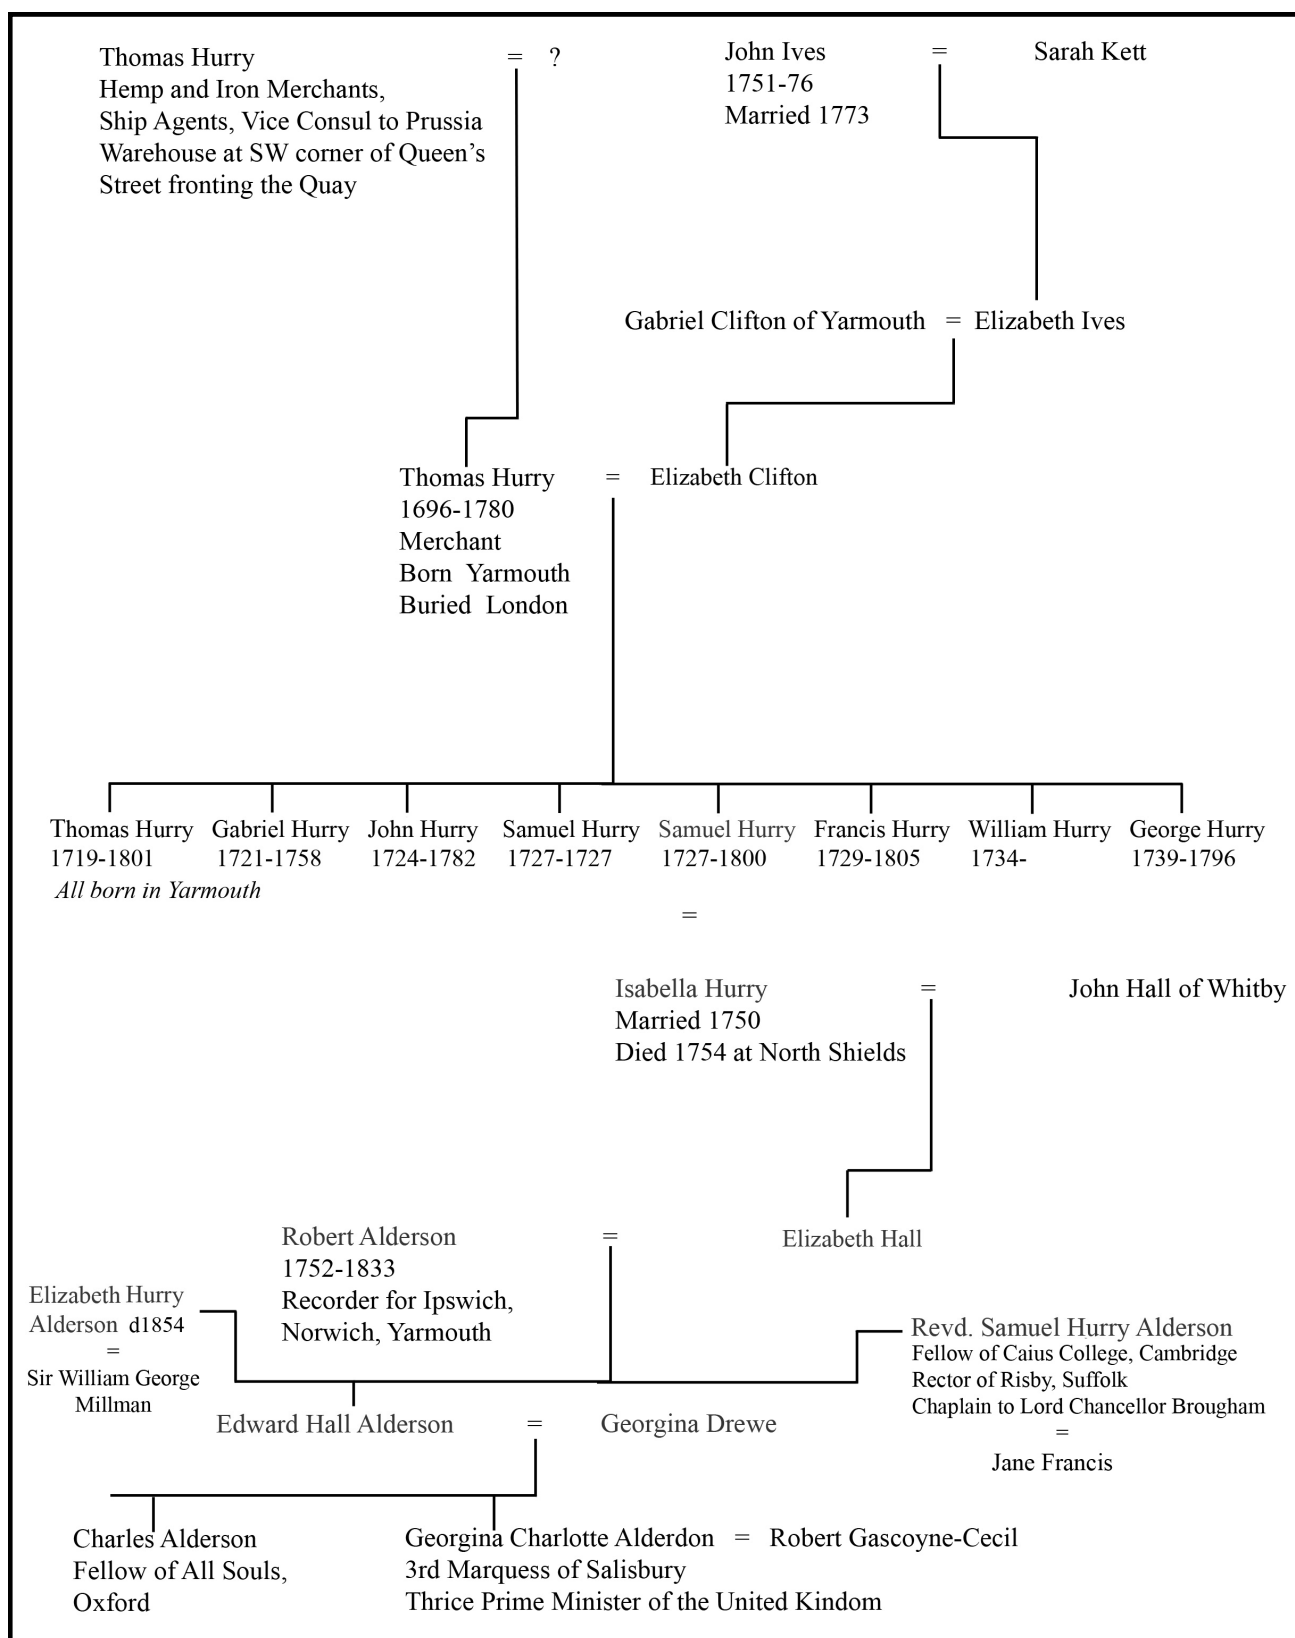 Thomas Hurry = ?
Hemp and Iron Merchants,
Ship Agents, Vice Consul to Prussia
Warehouse at SW corner of Queen's
Street fronting the Quay
John Ives = Sarah Kett
1751-76
Married 1773
Gabriel Clifton of Yarmouth = Elizabeth Ives
Thomas Hurry = Elizabeth Clifton
1696-1780
Merchant
Born Yarmouth
Buried London
Thomas Hurry Gabriel Hurry John Hurry Samuel Hurry Samuel Hurry Francis Hurry William Hurry George Hurry
1719-1801 1721-1758 1724-1782 1727-1727 1727-1800 1729-1805 1734- 1739-1796
All born in Yarmouth
=
Isabella Hurry = John Hall of Whitby
Married 1750
Died 1754 at North Shields
Robert Alderson = Elizabeth Hall
1752-1833
Recorder for Ipswich,
Norwich, Yarmouth
Elizabeth Hurry
Alderson d1854
=
Sir William George
Millman
Revd. Samuel Hurry Alderson
Fellow of Caius College, Cambridge
Rector of Risby, Suffolk
Chaplain to Lord Chancellor Brougham
=
Jane Francis
Edward Hall Alderson = Georgina Drewe
Charles Alderson
Fellow of All Souls,
Oxford
Georgina Charlotte Alderdon = Robert Gascoyne-Cecil
3rd Marquess of Salisbury
Thrice Prime Minister of the United Kindom